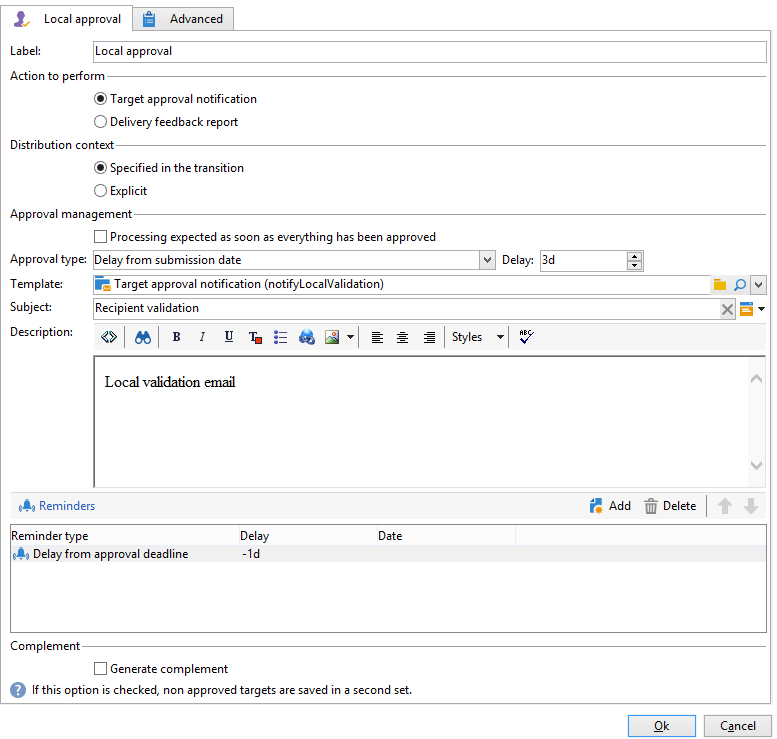 Local approval Advanced
Label: Local approval
Action to perform
Target approval notification
Delivery feedback report
Distribution context
Specified in the transition
Explicit
Approval management
Processing expected as soon as everything has been approved
Approval type: Delay from submission date Delay: 3d
Template: Target approval notification (notifyLocalValidation)
Subject: Recipient validation
Description: B I U T Styles ABC
Local validation email
Reminders Add Delete
Reminder type Delay Date
Delay from approval deadline -1d
Complement
Generate complement
? If this option is checked, non approved targets are saved in a second set.
Ok Cancel